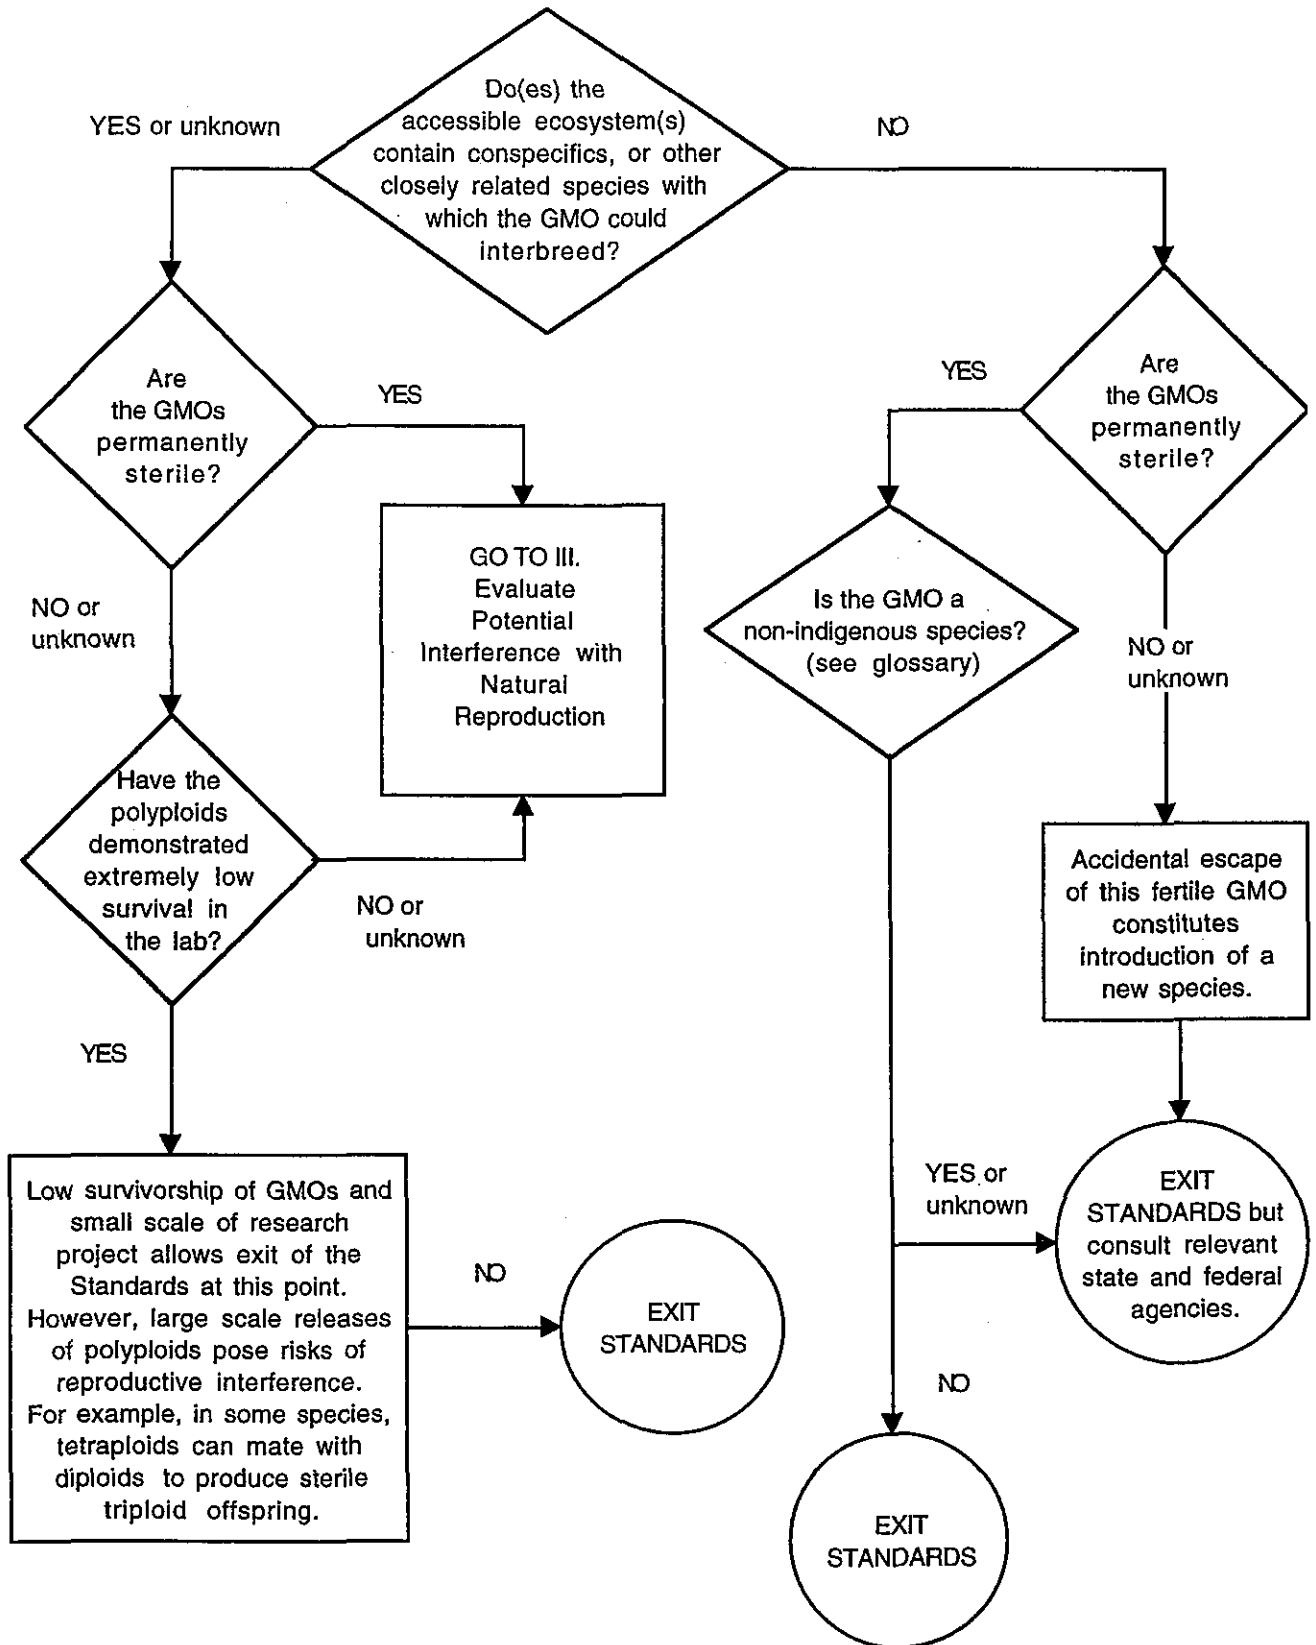 Do(es) the
accessible ecosystem(s)
contain conspecifics, or other
closely related species with
which the GMO could
interbreed?
YES or unknown
NO
Are
the GMOs
permanently
sterile?
YES
NO or
unknown
GO TO III.
Evaluate
Potential
Interference with
Natural
Reproduction
Have the
polyploids
demonstrated
extremely low
survival in
the lab?
NO or
unknown
YES
Low survivorship of GMOs and
small scale of research
project allows exit of the
Standards at this point.
However, large scale releases
of polyploids pose risks of
reproductive interference.
For example, in some species,
tetraploids can mate with
diploids to produce sterile
triploid offspring.
NO
EXIT
STANDARDS
Are
the GMOs
permanently
sterile?
YES
Is the GMO a
non-indigenous species?
(see glossary)
NO or
unknown
Accidental escape
of this fertile GMO
constitutes
introduction of a
new species.
YES or
unknown
EXIT
STANDARDS but
consult relevant
state and federal
agencies.
NO
EXIT
STANDARDS